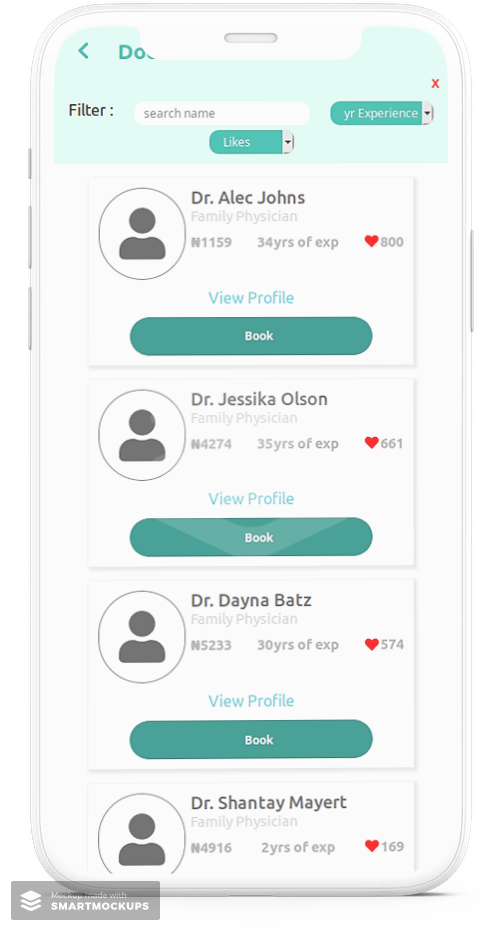 x
Filter :
search name
yr Experience
Likes
Dr. Alec Johns
Family Physician
₦1159 34yrs of exp 800
View Profile
Book
Dr. Jessika Olson
Family Physician
₦4274 35yrs of exp 661
View Profile
Book
Dr. Dayna Batz
Family Physician
₦5233 30yrs of exp 574
View Profile
Book
Dr. Shantay Mayert
Family Physician
₦4916 2yrs of exp 169
Mockup made with
SMARTMOCKUPS